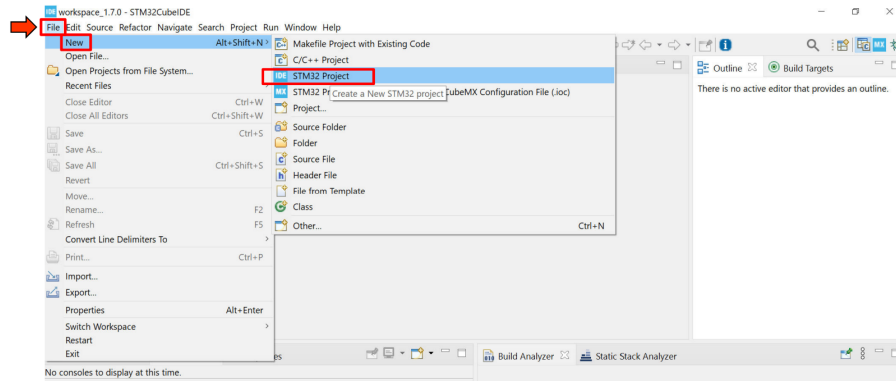 IDE workspace_1.7.0 - STM32CubeIDE
File Edit Source Refactor Navigate Search Project Run Window Help
New Alt+Shift+N >
Open File...
Open Projects from File System...
Recent Files
Close Editor Ctrl+W
Close All Editors Ctrl+Shift+W
Save Ctrl+S
Save As...
Save All Ctrl+Shift+S
Revert
Move...
Rename... F2
Refresh F5
Convert Line Delimiters To >
Print... Ctrl+P
Import...
Export...
Properties Alt+Enter
Switch Workspace >
Restart
Exit
Makefile Project with Existing Code
C/C++ Project
IDE STM32 Project
MX STM32 Pr CubeMX Configuration File (.ioc)
Create a New STM32 project
Project...
Source Folder
Folder
Source File
Header File
File from Template
Class
Other... Ctrl+N
MX
Outline Build Targets
There is no active editor that provides an outline.
es
Build Analyzer Static Stack Analyzer
No consoles to display at this time.